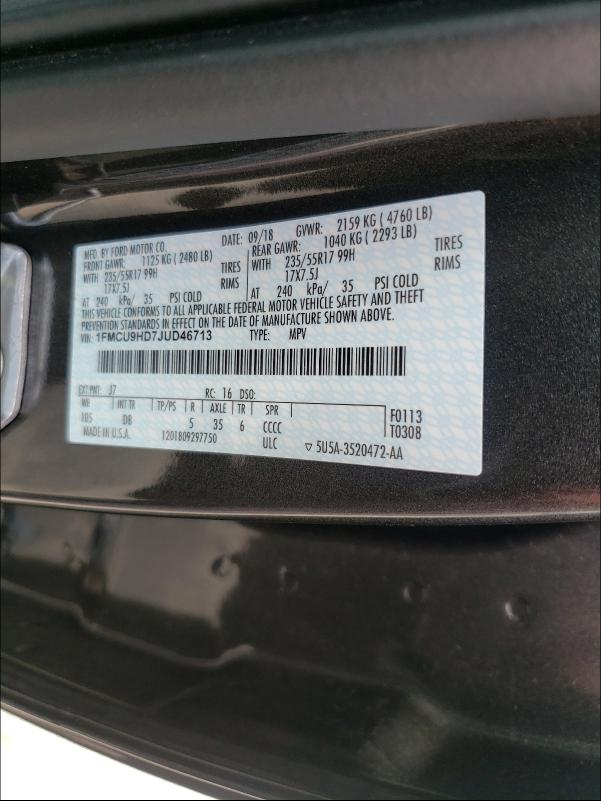 MFD. BY FORD MOTOR CO. DATE: 09/18 GVWR: 2159 KG ( 4760 LB)
FRONT GAWR: 1125 KG ( 2480 LB) REAR GAWR: 1040 KG ( 2293 LB)
WITH 235/55R17 99H TIRES WITH 235/55R17 99H TIRES
17X7.5J RIMS 17X7.5J RIMS
AT 240 kPa/ 35 PSI COLD AT 240 kPa/ 35 PSI COLD
THIS VEHICLE CONFORMS TO ALL APPLICABLE FEDERAL MOTOR VEHICLE SAFETY AND THEFT
PREVENTION STANDARDS IN EFFECT ON THE DATE OF MANUFACTURE SHOWN ABOVE.
VIN: 1FMCU9HD7JUD46713 TYPE: MPV
EXT PNT: J7 RC: 16 DSO:
WB INT TR TP/PS R AXLE TR SPR F0113
105 DB 5 35 6 CCCC T0308
MADE IN U.S.A. 1201809297750 ULC ▽ 5U5A-3520472-AA